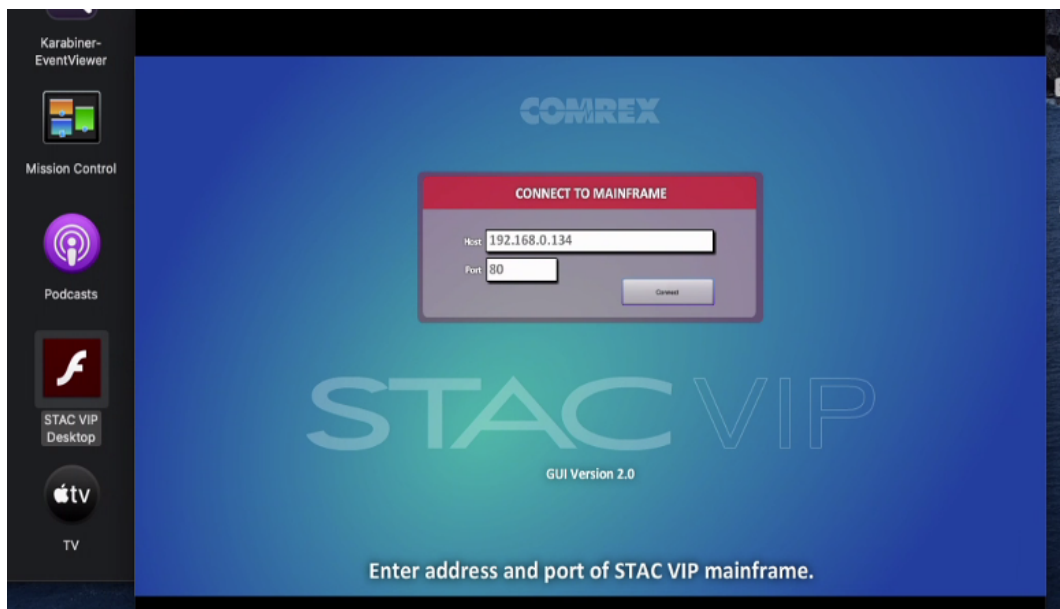 Karabiner-
EventViewer
Mission Control
Podcasts
STAC VIP
Desktop
tv
TV
COMREX
CONNECT TO MAINFRAME
Host 192.168.0.134
Port 80
Connect
STAC VIP
GUI Version 2.0
Enter address and port of STAC VIP mainframe.